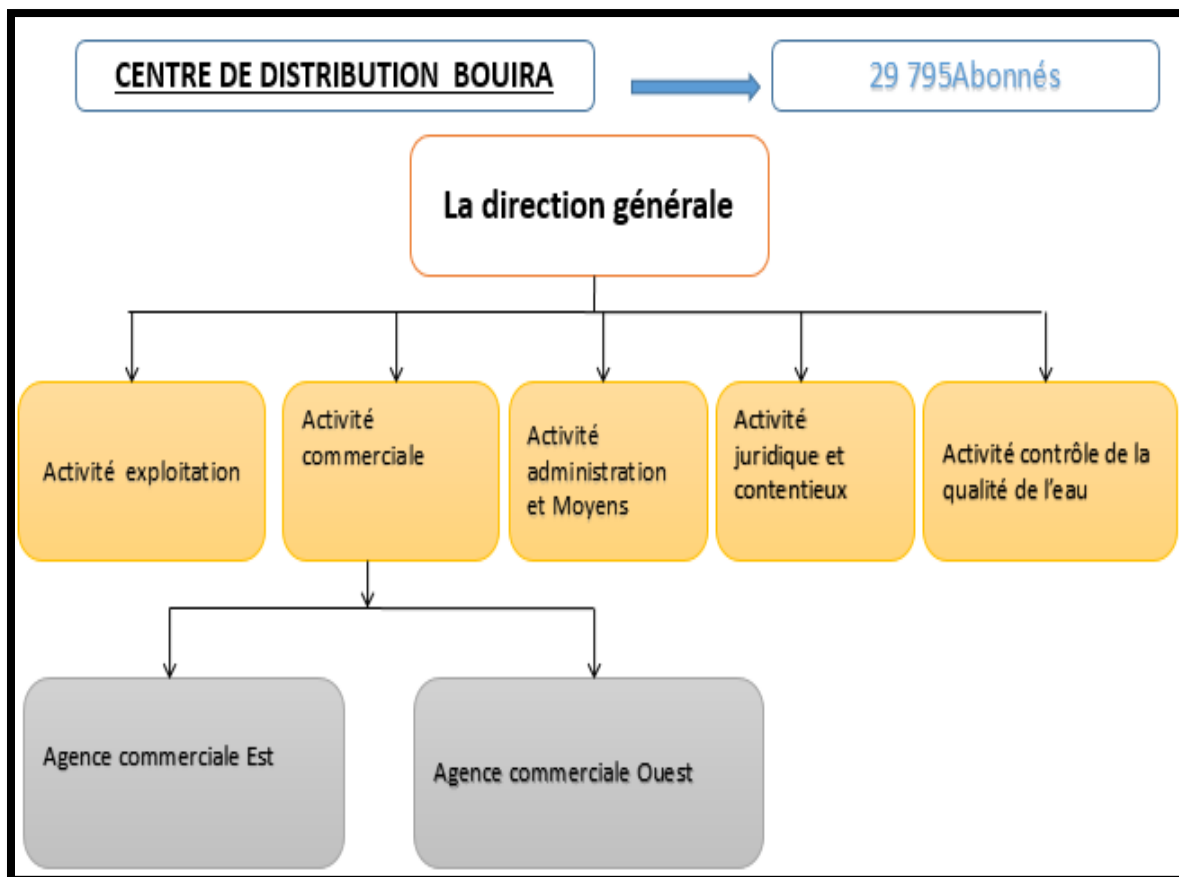 CENTRE DE DISTRIBUTION BOUIRA
29 795Abonnés
La direction générale
Activité exploitation
Activité
commerciale
Activité
administration
et Moyens
Activité
juridique et
contentieux
Activité contrôle de la
qualité de l'eau
Agence commerciale Est
Agence commerciale Ouest